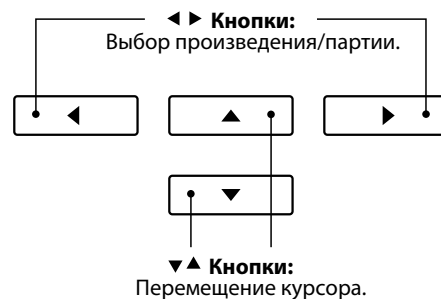 ◀ ▶ Кнопки:
Выбор произведения/партии.
◀ ▲ ▶
▼
▼▲ Кнопки:
Перемещение курсора.